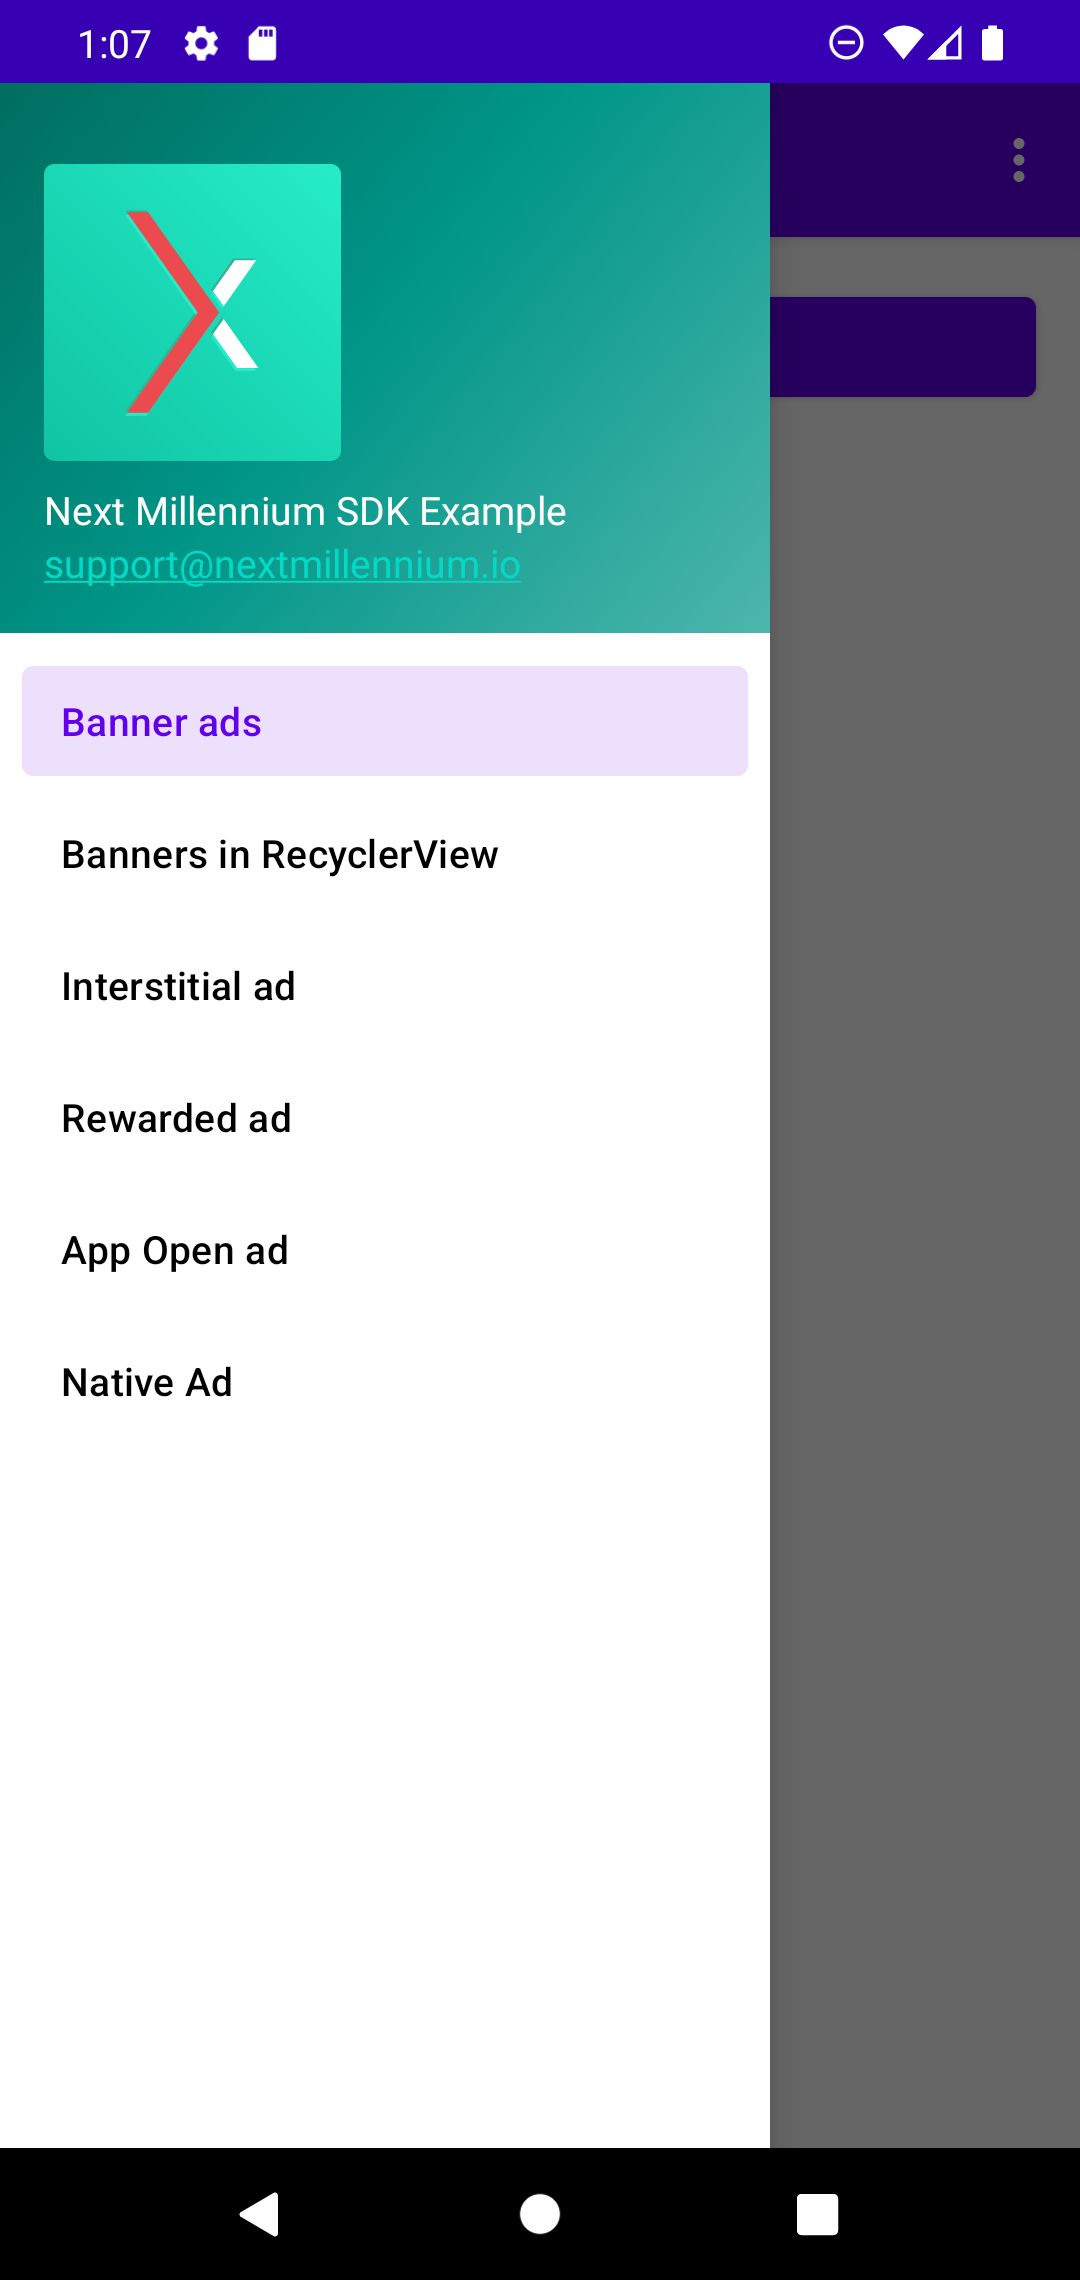 1:07
Next Millennium SDK Example
support@nextmillennium.io
Banner ads
Banners in RecyclerView
Interstitial ad
Rewarded ad
App Open ad
Native Ad